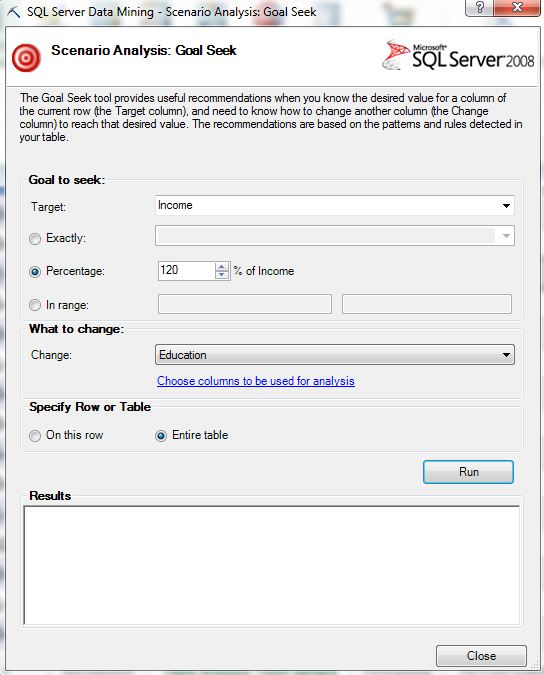 SQL Server Data Mining - Scenario Analysis: Goal Seek
Scenario Analysis: Goal Seek
Microsoft®
SQL Server 2008
The Goal Seek tool provides useful recommendations when you know the desired value for a column of
the current row (the Target column), and need to know how to change another column (the Change
column) to reach that desired value. The recommendations are based on the patterns and rules detected in
your table.
Goal to seek:
Target: Income
Exactly:
Percentage: 120 % of Income
In range:
What to change:
Change: Education
Choose columns to be used for analysis
Specify Row or Table
On this row Entire table
Run
Results
Close